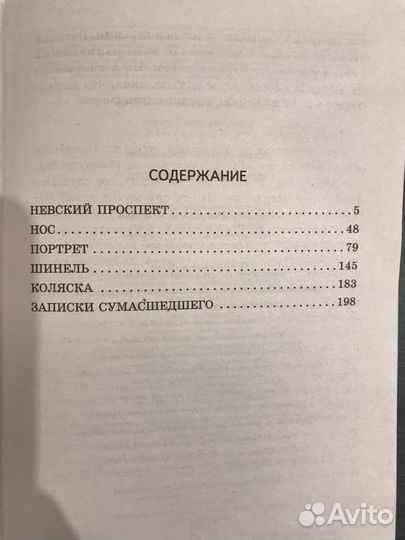 СОДЕРЖАНИЕ
НЕВСКИЙ ПРОСПЕКТ . . . . . . . . . . . . . . . . . . . . . 5
НОС . . . . . . . . . . . . . . . . . . . . . . . . . . . . . . . . . . 48
ПОРТРЕТ . . . . . . . . . . . . . . . . . . . . . . . . . . . . . . 79
ШИНЕЛЬ . . . . . . . . . . . . . . . . . . . . . . . . . . . . . 145
КОЛЯСКА . . . . . . . . . . . . . . . . . . . . . . . . . . . . 183
ЗАПИСКИ СУМАСШЕДШЕГО . . . . . . . . . . . . . . 198
Avito